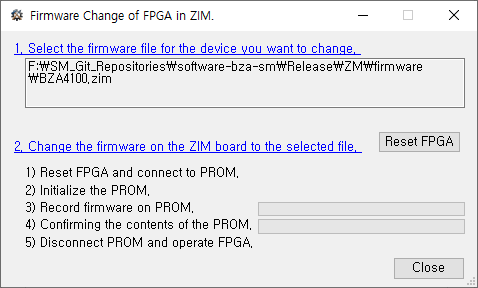 Firmware Change of FPGA in ZIM.
1. Select the firmware file for the device you want to change.
F:₩SM_Git_Repositories₩software-bza-sm₩Release₩ZM₩firmware
₩BZA4100.zim
2. Change the firmware on the ZIM board to the selected file.
Reset FPGA
1) Reset FPGA and connect to PROM.
2) Initialize the PROM.
3) Record firmware on PROM.
4) Confirming the contents of the PROM.
5) Disconnect PROM and operate FPGA.
Close